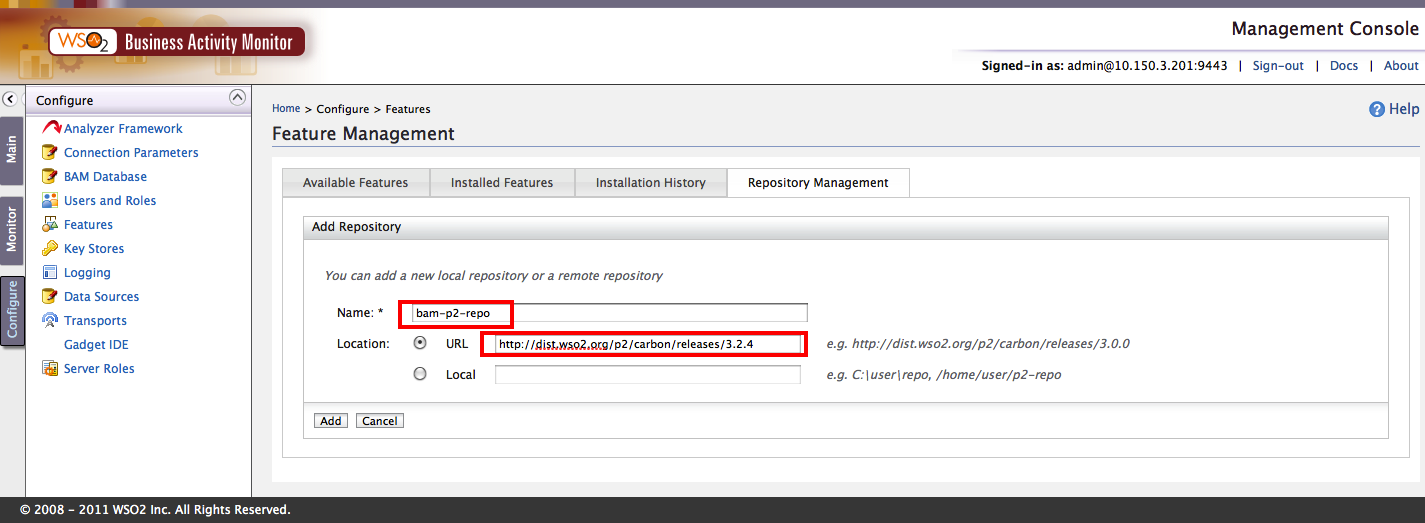 WSO2 Business Activity Monitor
Management Console
Signed-in as: admin@10.150.3.201:9443 | Sign-out | Docs | About
Main
Monitor
Configure
Configure
Analyzer Framework
Connection Parameters
BAM Database
Users and Roles
Features
Key Stores
Logging
Data Sources
Transports
Gadget IDE
Server Roles
Home > Configure > Features
Help
Feature Management
Available Features Installed Features Installation History Repository Management
Add Repository
You can add a new local repository or a remote repository
Name: * bam-p2-repo
Location: URL http://dist.wso2.org/p2/carbon/releases/3.2.4 e.g. http://dist.wso2.org/p2/carbon/releases/3.0.0
Local e.g. C:\user\repo, /home/user/p2-repo
Add Cancel
© 2008 - 2011 WSO2 Inc. All Rights Reserved.